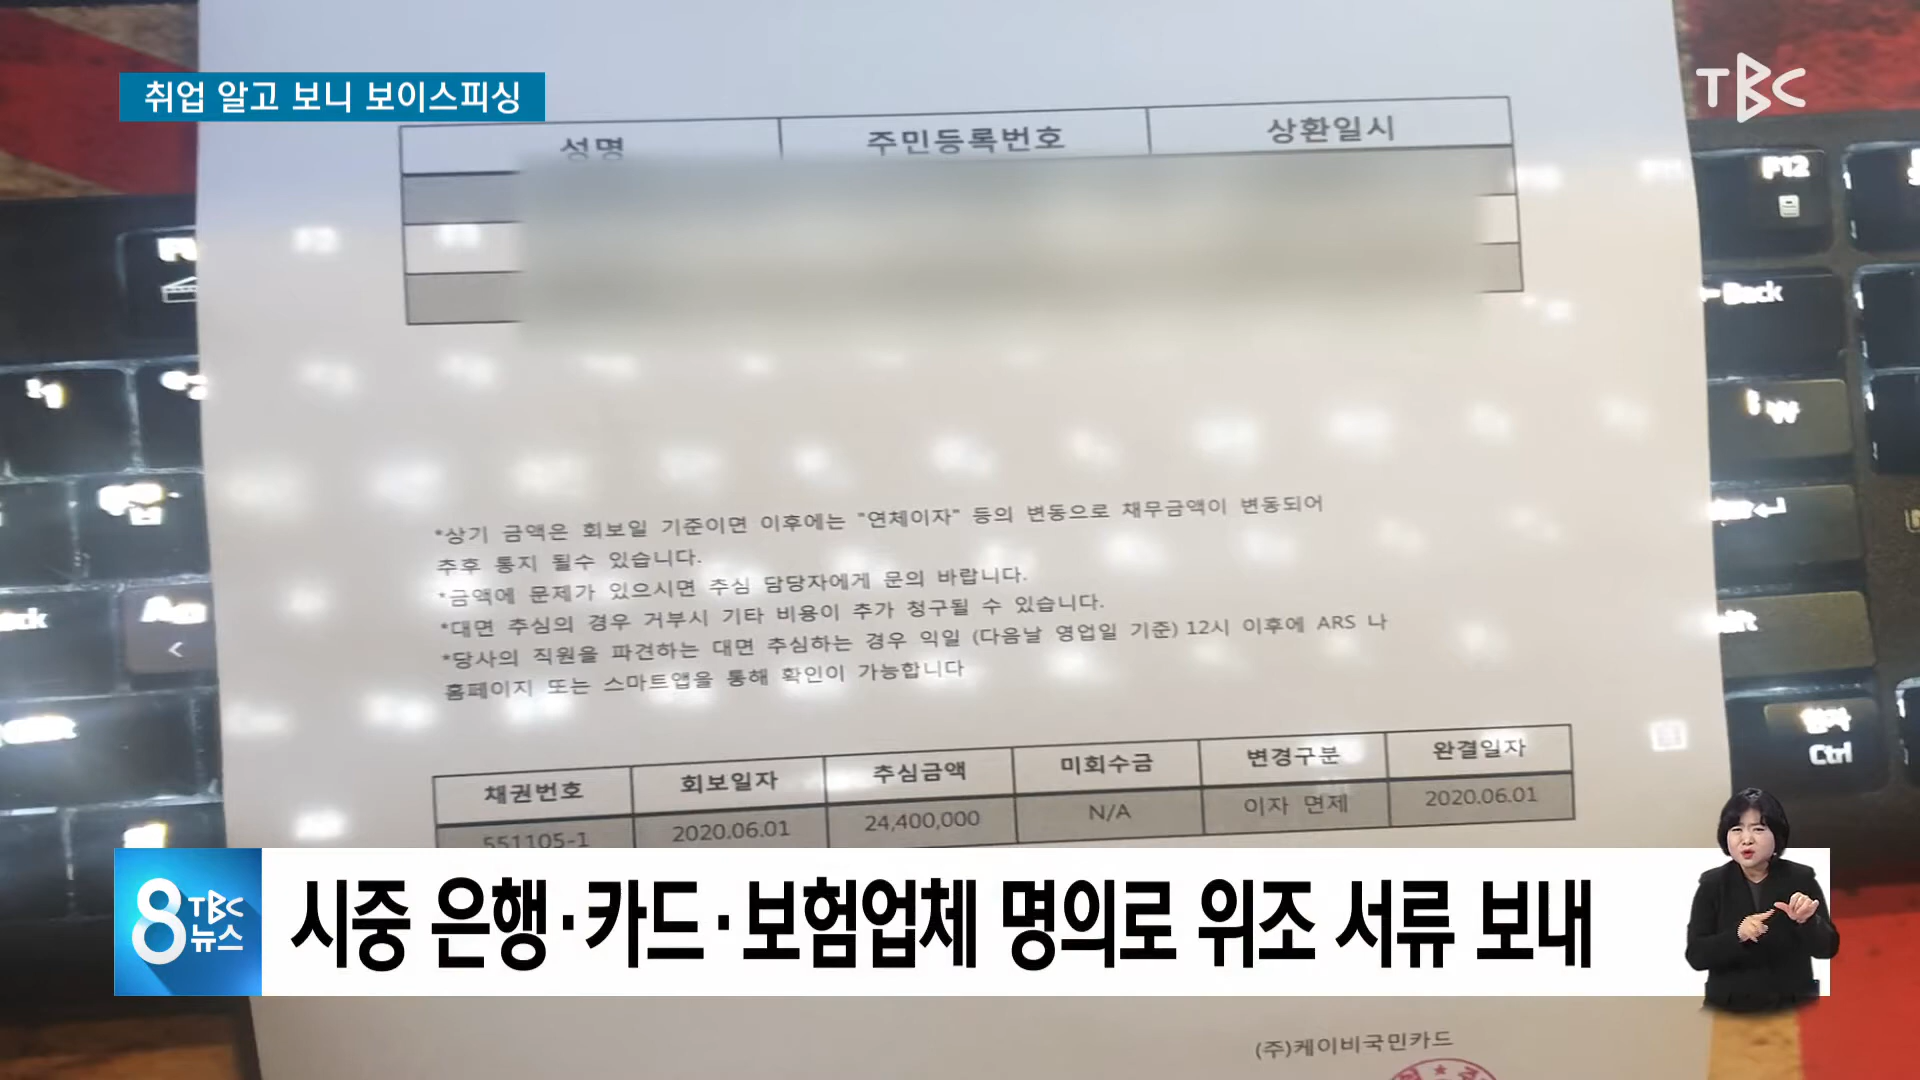 취업 알고 보니 보이스피싱
TBC
성명 주민등록번호 상환일시
*상기 금액은 회보일 기준이면 이후에는 "연체이자" 등의 변동으로 채무금액이 변동되어
추후 통지 될수 있습니다.
*금액에 문제가 있으시면 추심 담당자에게 문의 바랍니다.
*대면 추심의 경우 거부시 기타 비용이 추가 청구될 수 있습니다.
*당사의 직원을 파견하는 대면 추심하는 경우 익일 (다음날 영업일 기준) 12시 이후에 ARS 나
홈페이지 또는 스마트앱을 통해 확인이 가능합니다
채권번호 회보일자 추심금액 미회수금 변경구분 완결일자
551105-1 2020.06.01 24,400,000 N/A 이자 면제 2020.06.01
8 TBC 뉴스
시중 은행·카드·보험업체 명의로 위조 서류 보내
(주)케이비국민카드
F12
Back
Ctrl